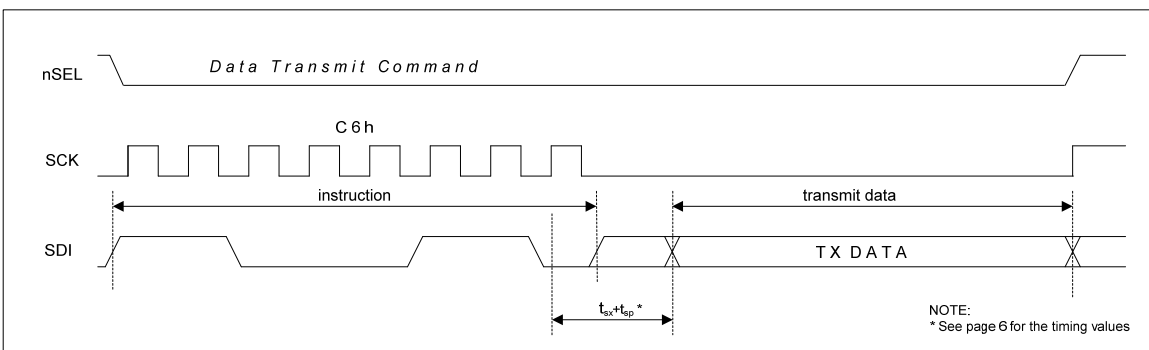 nSEL
Data Transmit Command
C6h
SCK
instruction
transmit data
SDI
TX DATA
tsx+tsp *
NOTE:
* See page 6 for the timing values